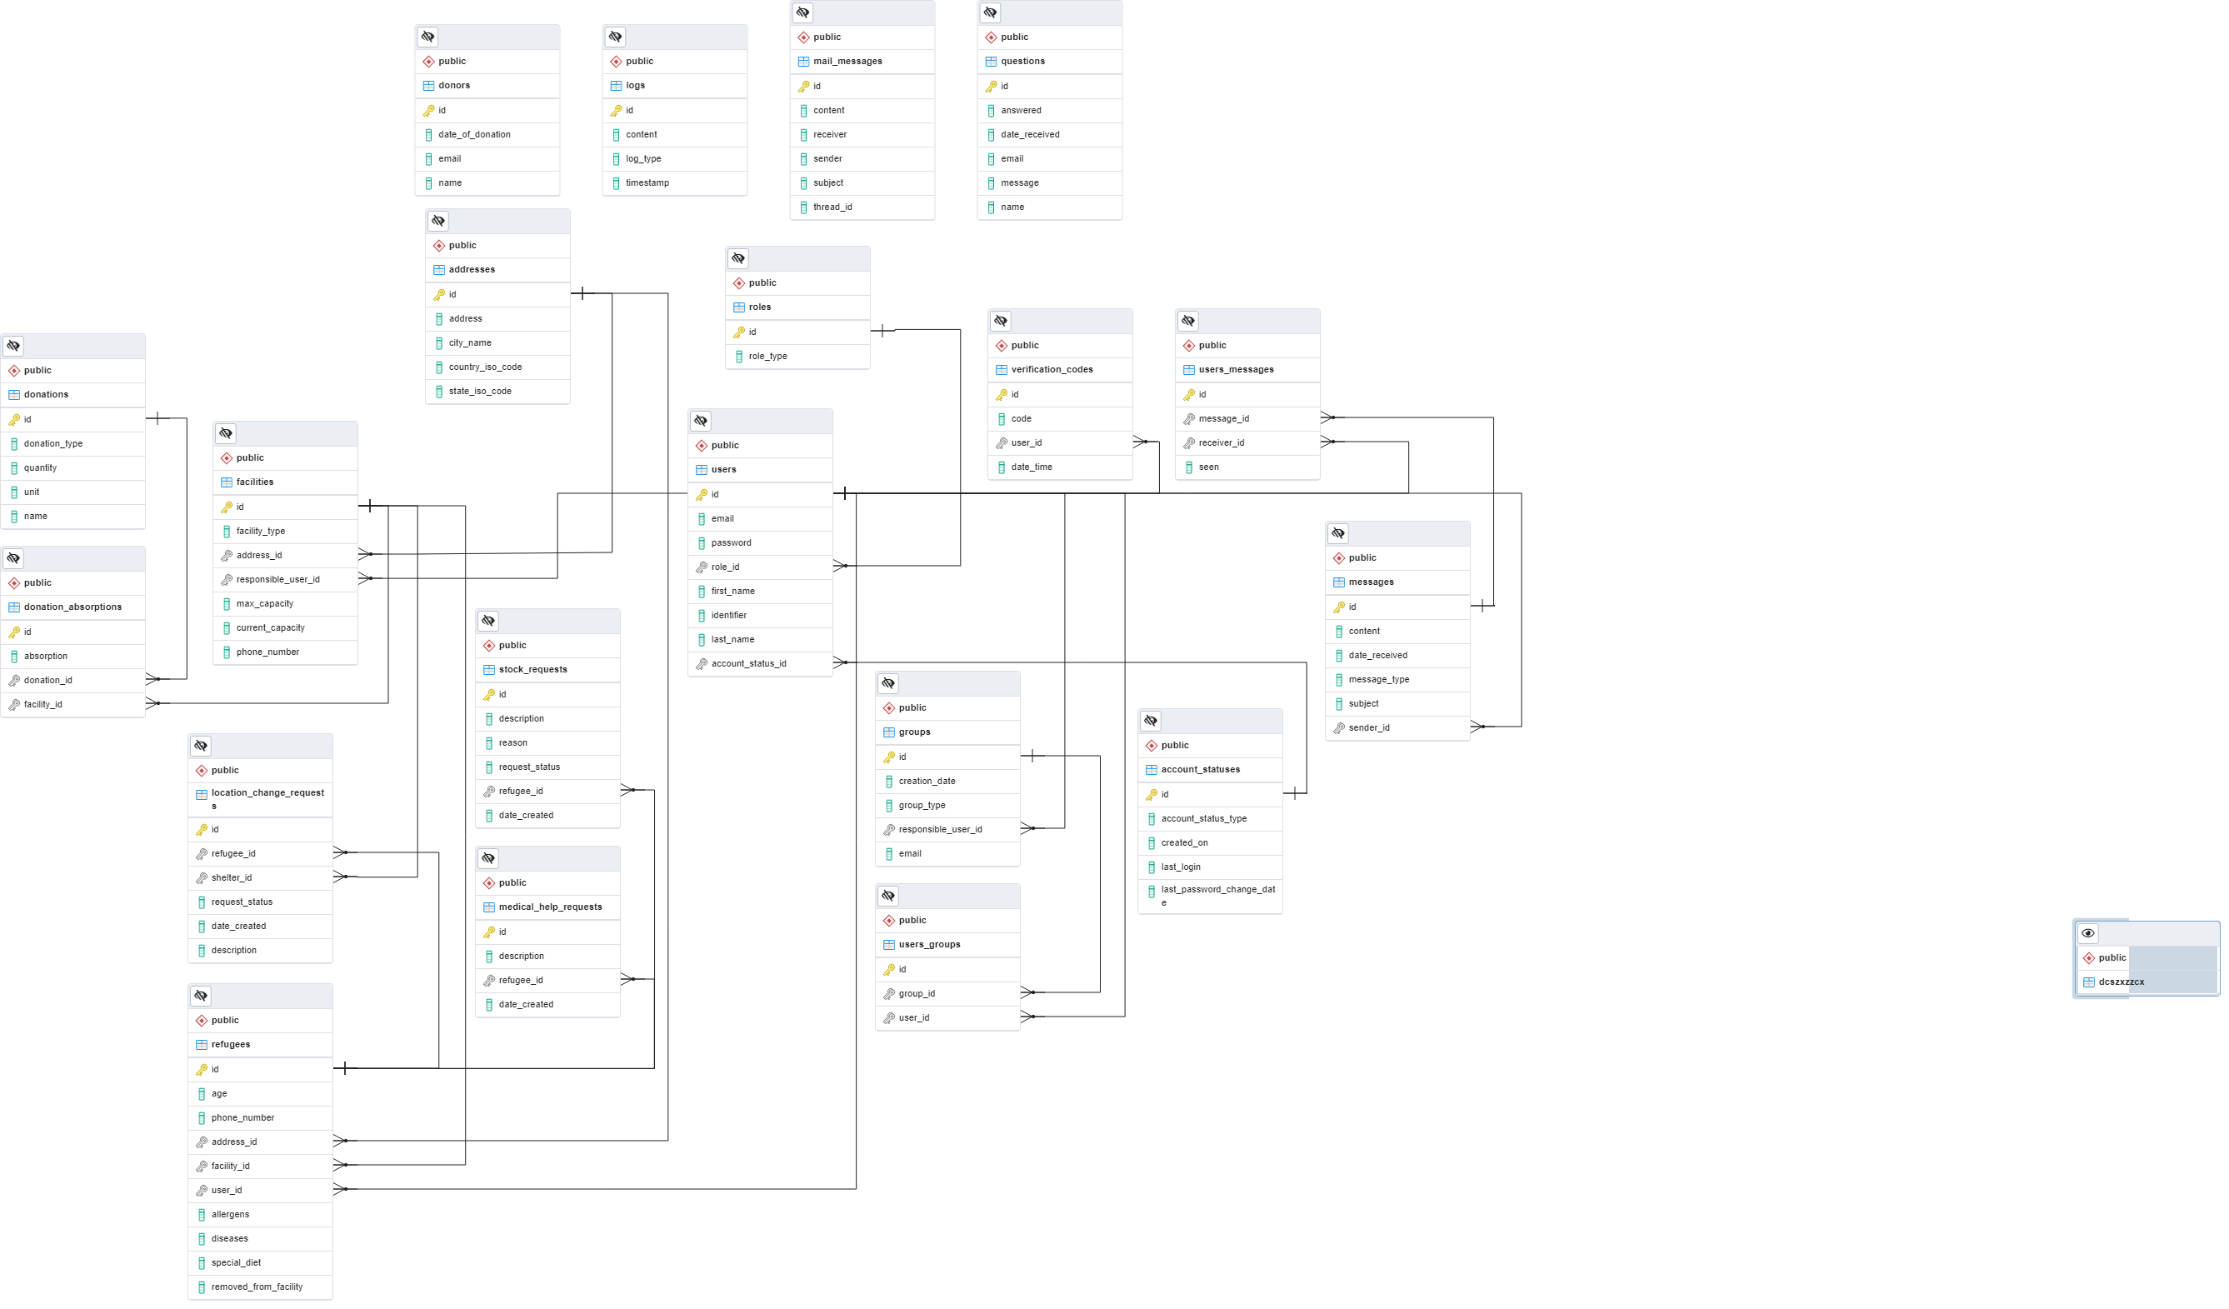 public
donors
id
date_of_donation
email
name
public
logs
id
content
log_type
timestamp
public
mail_messages
id
content
receiver
sender
subject
thread_id
public
questions
id
answered
date_received
email
message
name
public
addresses
id
address
city_name
country_iso_code
state_iso_code
public
roles
id
role_type
public
verification_codes
id
code
user_id
date_time
public
users_messages
id
message_id
receiver_id
seen
public
donations
id
donation_type
quantity
unit
name
public
facilities
id
facility_type
address_id
responsible_user_id
max_capacity
current_capacity
phone_number
public
users
id
email
password
role_id
first_name
identifier
last_name
account_status_id
public
messages
id
content
date_received
message_type
subject
sender_id
public
donation_absorptions
id
absorption
donation_id
facility_id
public
stock_requests
id
description
reason
request_status
refugee_id
date_created
public
groups
id
creation_date
group_type
responsible_user_id
email
public
account_statuses
id
account_status_type
created_on
last_login
last_password_change_dat
e
public
location_change_request
s
id
refugee_id
shelter_id
request_status
date_created
description
public
medical_help_requests
id
description
refugee_id
date_created
public
users_groups
id
group_id
user_id
public
dcszxzzcx
public
refugees
id
age
phone_number
address_id
facility_id
user_id
allergens
diseases
special_diet
removed_from_facility